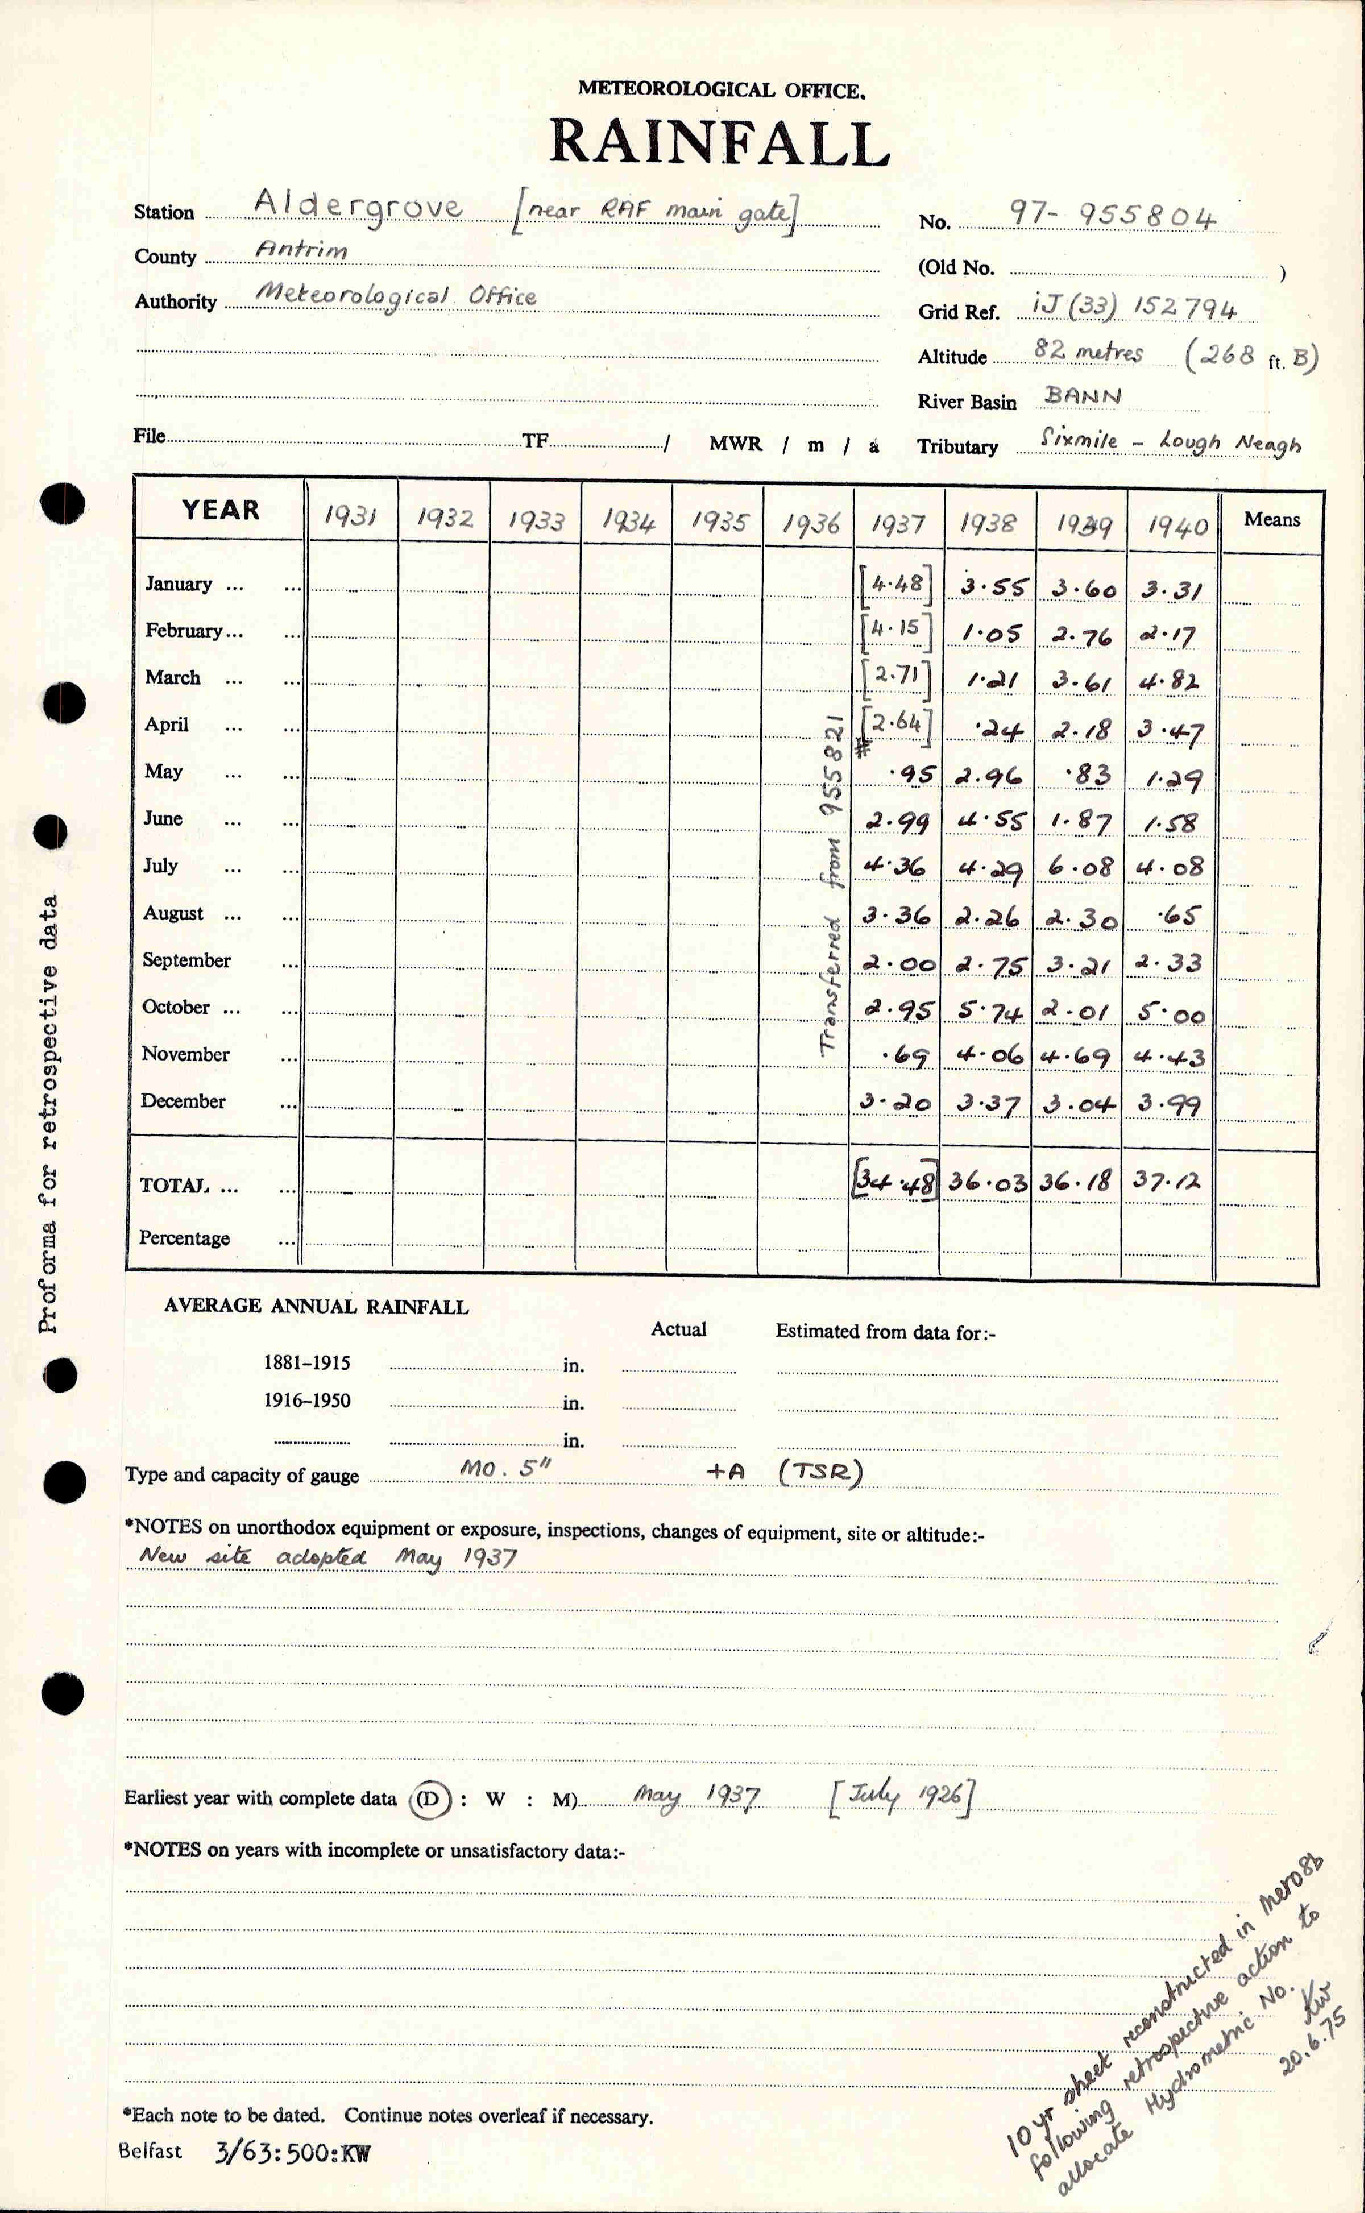 METEOROLOGICAL OFFICE.
RAINFALL
Station Aldergrove [near RAF main gate]
No. 97- 955804
County Antrim
(Old No. )
Authority Meteorological Office
Grid Ref. iJ (33) 152794
Altitude 82 metres (268 ft. B)
River Basin BANN
File TF / MWR / m / a Tributary Sixmile - Lough Neagh
YEAR 1931 1932 1933 1934 1935 1936 1937 1938 1939 1940 Means
January ... ... [4.48] 3.55 3.60 3.31
February ... ... [4.15] 1.05 2.76 2.17
March ... ... [2.71] 1.21 3.61 4.82
April ... ... [2.64] .24 2.18 3.47
May ... ... # .95 2.96 .83 1.29
June ... ... 2.99 4.55 1.87 1.58
July ... ... 4.36 4.29 6.08 4.08
August ... ... 3.36 2.26 2.30 .65
September ... 2.00 2.75 3.21 2.33
October ... ... 2.95 5.74 2.01 5.00
November ... .69 4.06 4.69 4.43
December ... 3.20 3.37 3.04 3.99
TOTAL ... ... [34.48] 36.03 36.18 37.12
Percentage ...
Transferred from 955821
Proforma for retrospective data
AVERAGE ANNUAL RAINFALL
Actual Estimated from data for:-
1881-1915 in.
1916-1950 in.
in.
Type and capacity of gauge MO. 5" +A (TSR)
*NOTES on unorthodox equipment or exposure, inspections, changes of equipment, site or altitude:-
New site adopted May 1937
Earliest year with complete data (D : W : M) May 1937 [July 1926]
*NOTES on years with incomplete or unsatisfactory data:-
10 yr sheet reconstructed in Met08b
following retrospective action to
allocate Hydrometric No. KW
20.6.75
*Each note to be dated. Continue notes overleaf if necessary.
Belfast 3/63:500:KW